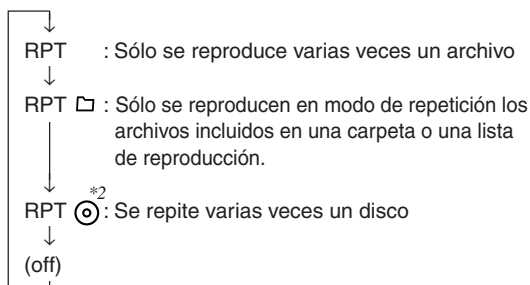 RPT : Sólo se reproduce varias veces un archivo
RPT : Sólo se reproducen en modo de repetición los
archivos incluidos en una carpeta o una lista
de reproducción.
*2
RPT : Se repite varias veces un disco
(off)